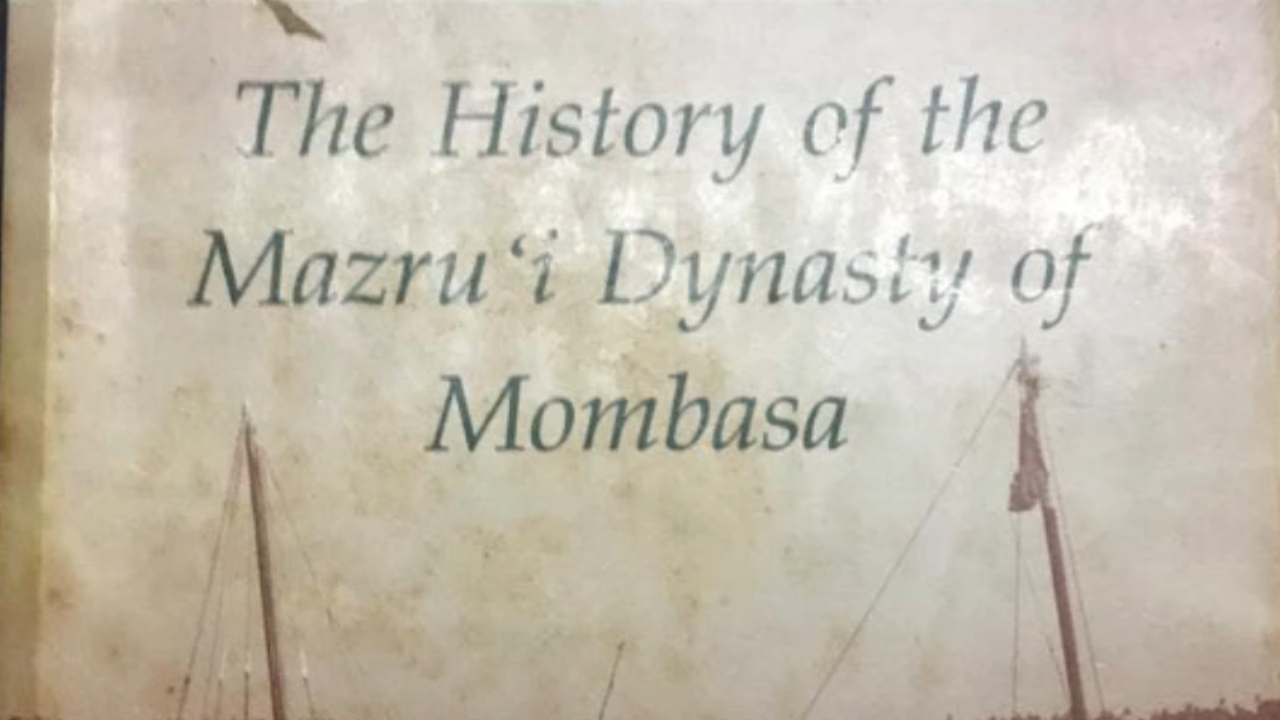 The History of the
Mazru‘i Dynasty of
Mombasa